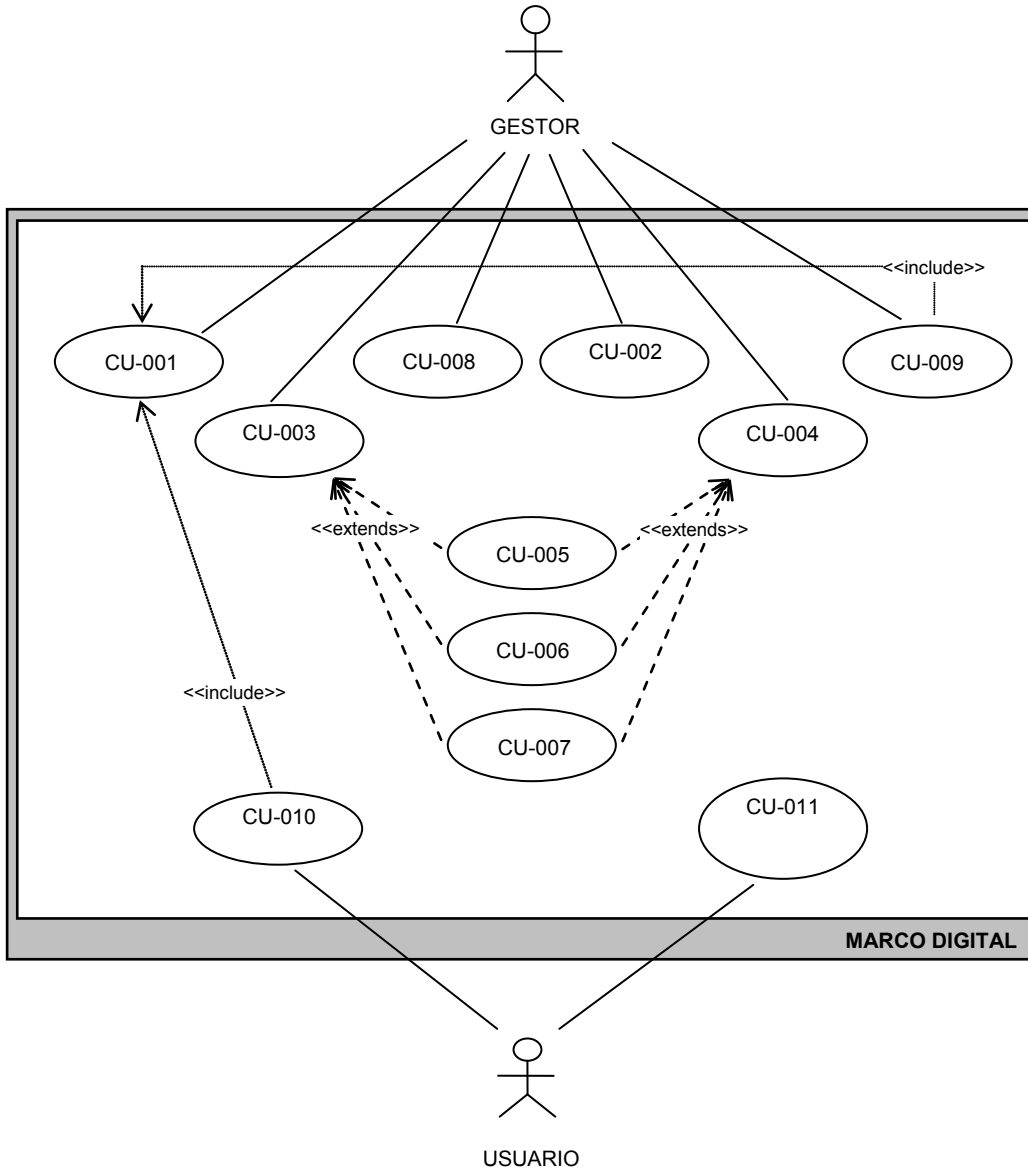 GESTOR
<<include>>
CU-001
CU-008
CU-002
CU-009
CU-003
CU-004
<<extends>>
<<extends>>
CU-005
CU-006
<<include>>
CU-007
CU-010
CU-011
MARCO DIGITAL
USUARIO